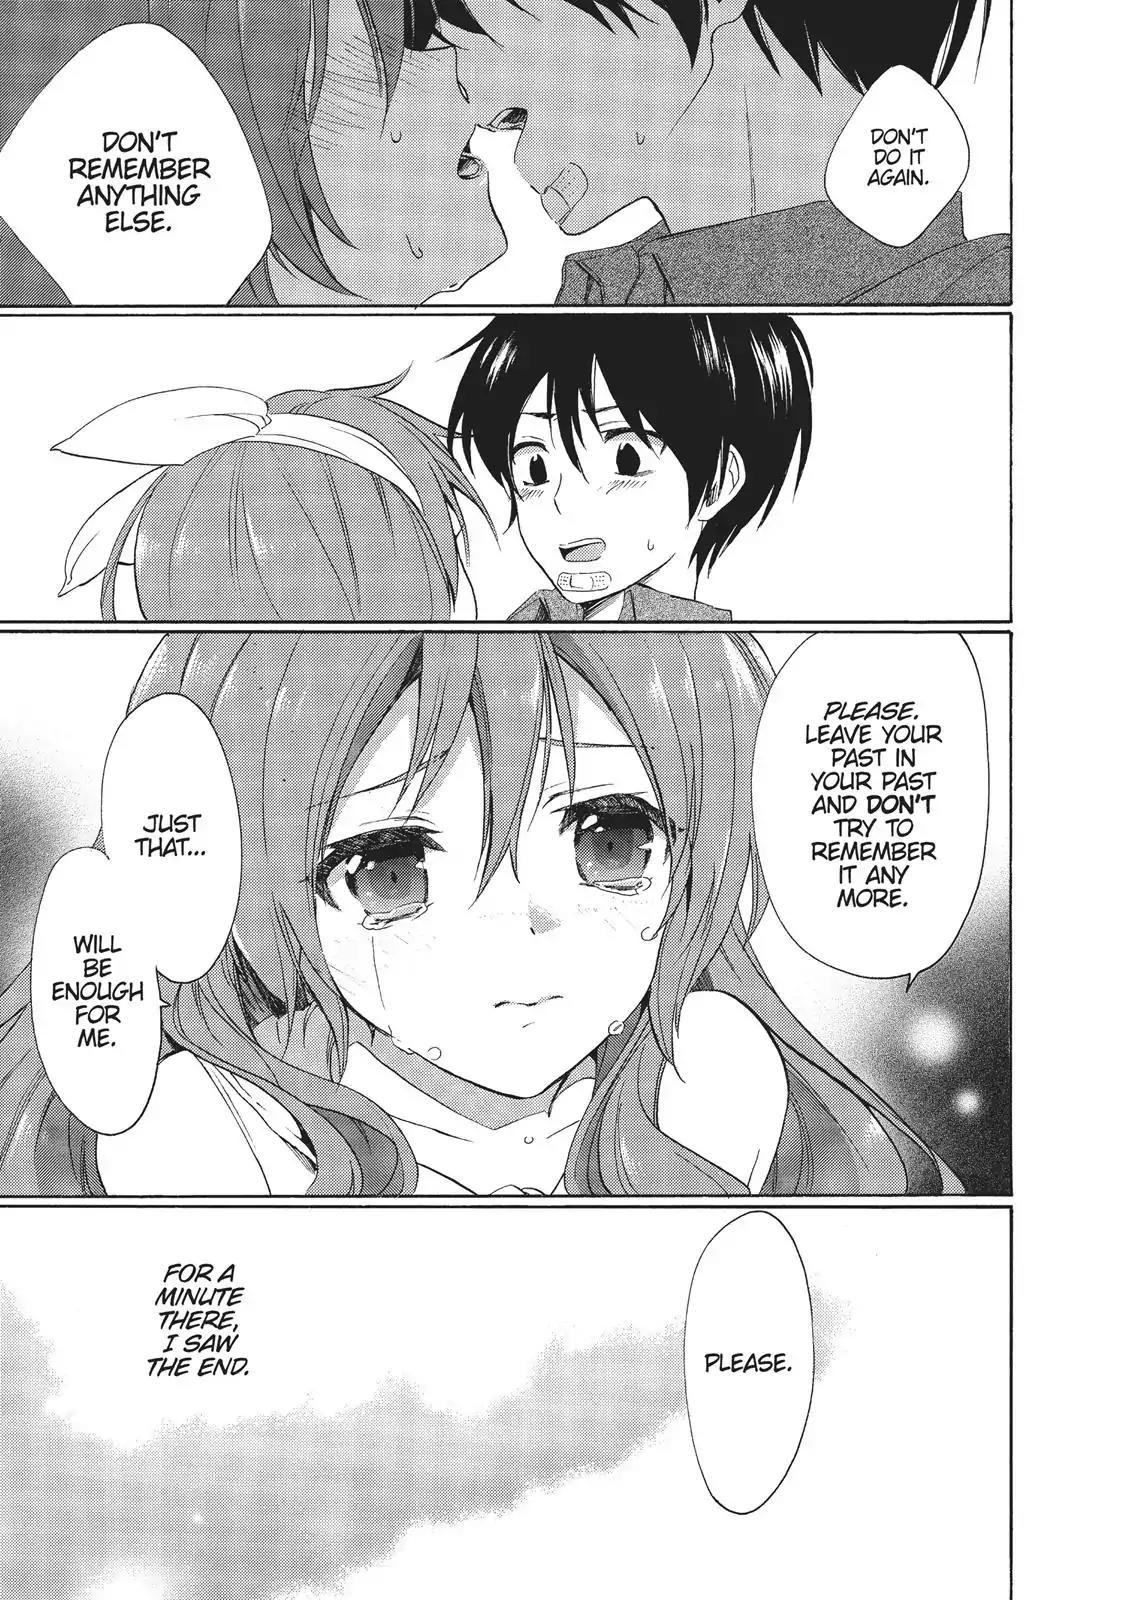 DON'T
DO IT
AGAIN.
DON'T
REMEMBER
ANYTHING
ELSE.
PLEASE.
LEAVE YOUR
PAST IN
YOUR PAST
AND DON'T
TRY TO
REMEMBER
IT ANY
MORE.
JUST
THAT...
WILL
BE
ENOUGH
FOR
ME.
PLEASE.
FOR A
MINUTE
THERE,
I SAW
THE END.